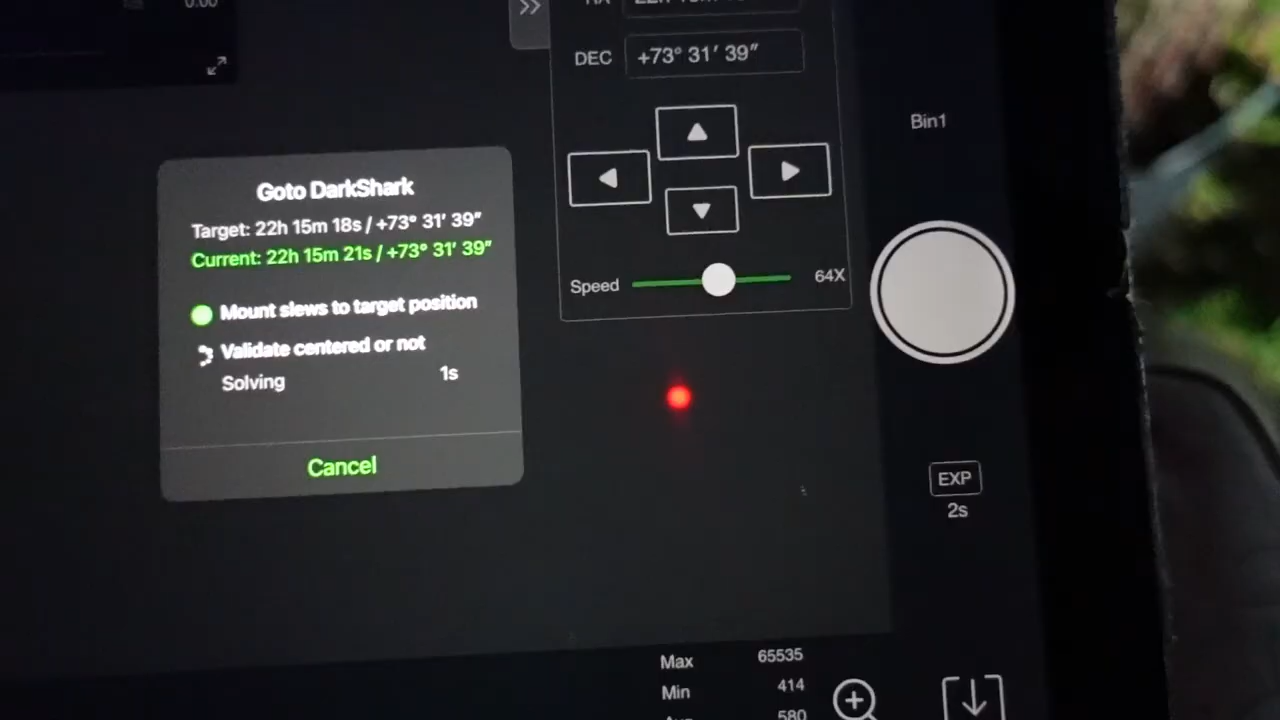 0:00
DEC +73° 31′ 39″
Bin1
Goto DarkShark
Target: 22h 15m 18s / +73° 31′ 39″
Current: 22h 15m 21s / +73° 31′ 39″
Mount slews to target position
Validate centered or not
Solving 1s
Cancel
Speed 64X
EXP
2s
Max 65535
Min 414
580